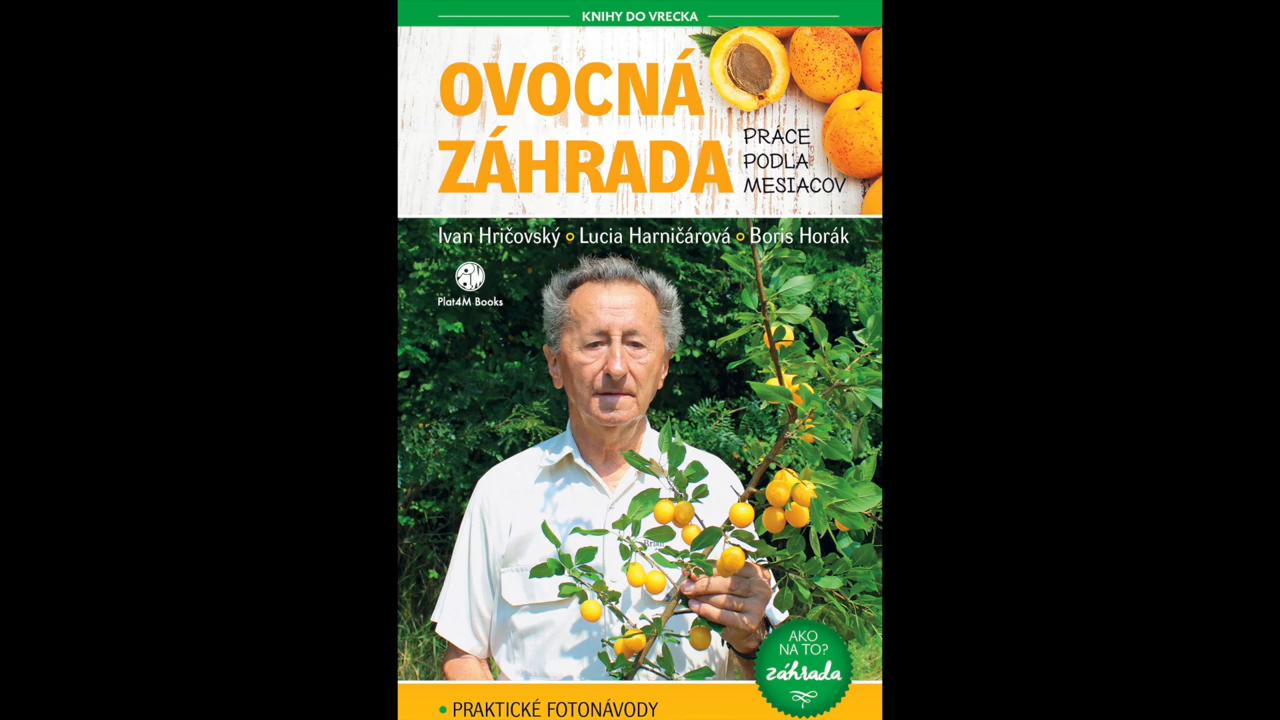 KNIHY DO VRECKA
OVOCNÁ
ZÁHRADA
PRÁCE
PODLA
MESIACOV
Ivan Hričovský o Lucia Harničárová o Boris Horák
Plat4M Books
AKO
NA TO?
záhrada
• PRAKTICKÉ FOTONÁVODY